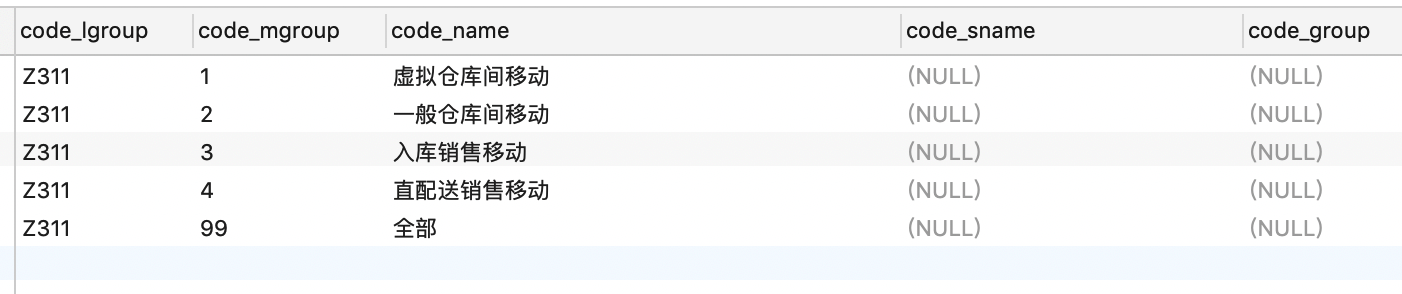 code_lgroup code_mgroup code_name code_sname code_group
Z311 1 虚拟仓库间移动 (NULL) (NULL)
Z311 2 一般仓库间移动 (NULL) (NULL)
Z311 3 入库销售移动 (NULL) (NULL)
Z311 4 直配送销售移动 (NULL) (NULL)
Z311 99 全部 (NULL) (NULL)